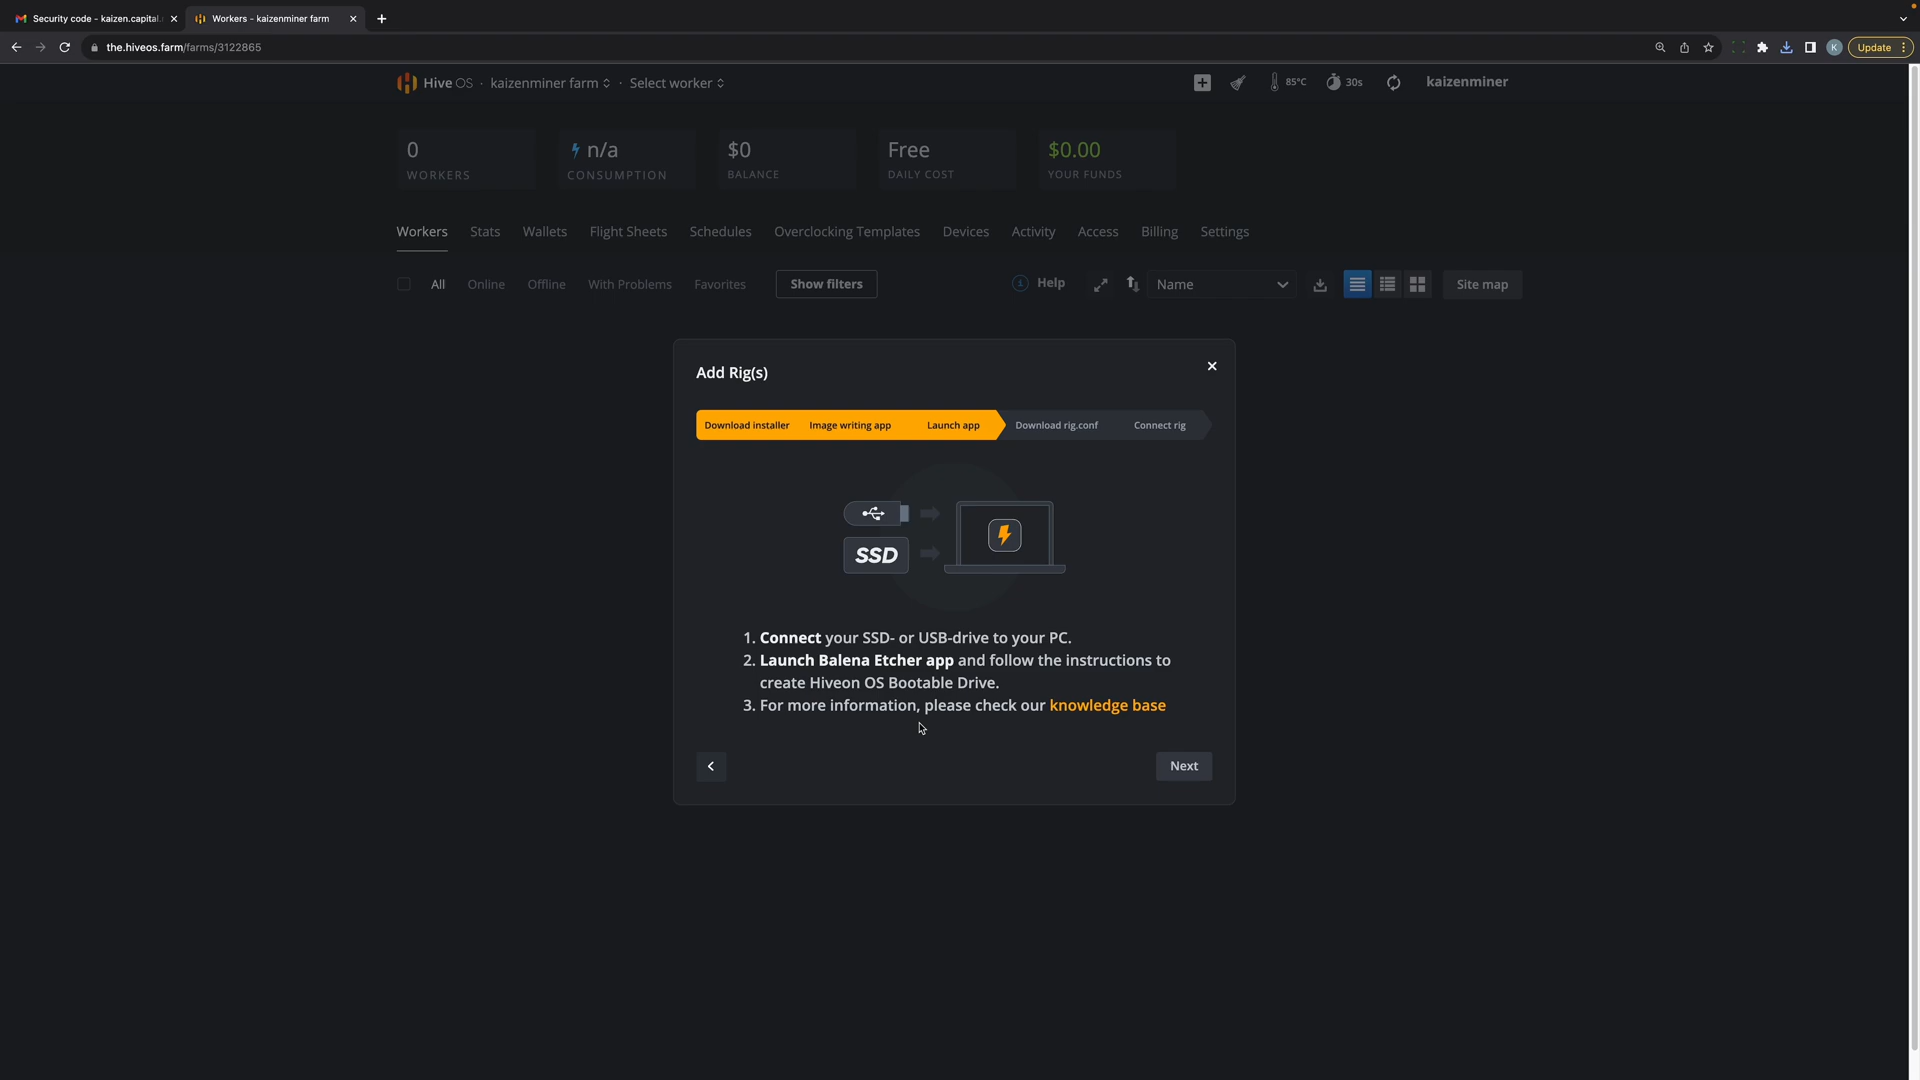 Security code - kaizen.capital.
Workers - kaizenminer farm
the.hiveos.farm/farms/3122865
K
Update
Hive OS · kaizenminer farm · Select worker
85°C
30s
kaizenminer
0
WORKERS
n/a
CONSUMPTION
$0
BALANCE
Free
DAILY COST
$0.00
YOUR FUNDS
Workers Stats Wallets Flight Sheets Schedules Overclocking Templates Devices Activity Access Billing Settings
All Online Offline With Problems Favorites Show filters Help Name Site map
Add Rig(s)
Download installer Image writing app Launch app Download rig.conf Connect rig
SSD
1. Connect your SSD- or USB-drive to your PC.
2. Launch Balena Etcher app and follow the instructions to
create Hiveon OS Bootable Drive.
3. For more information, please check our knowledge base
Next